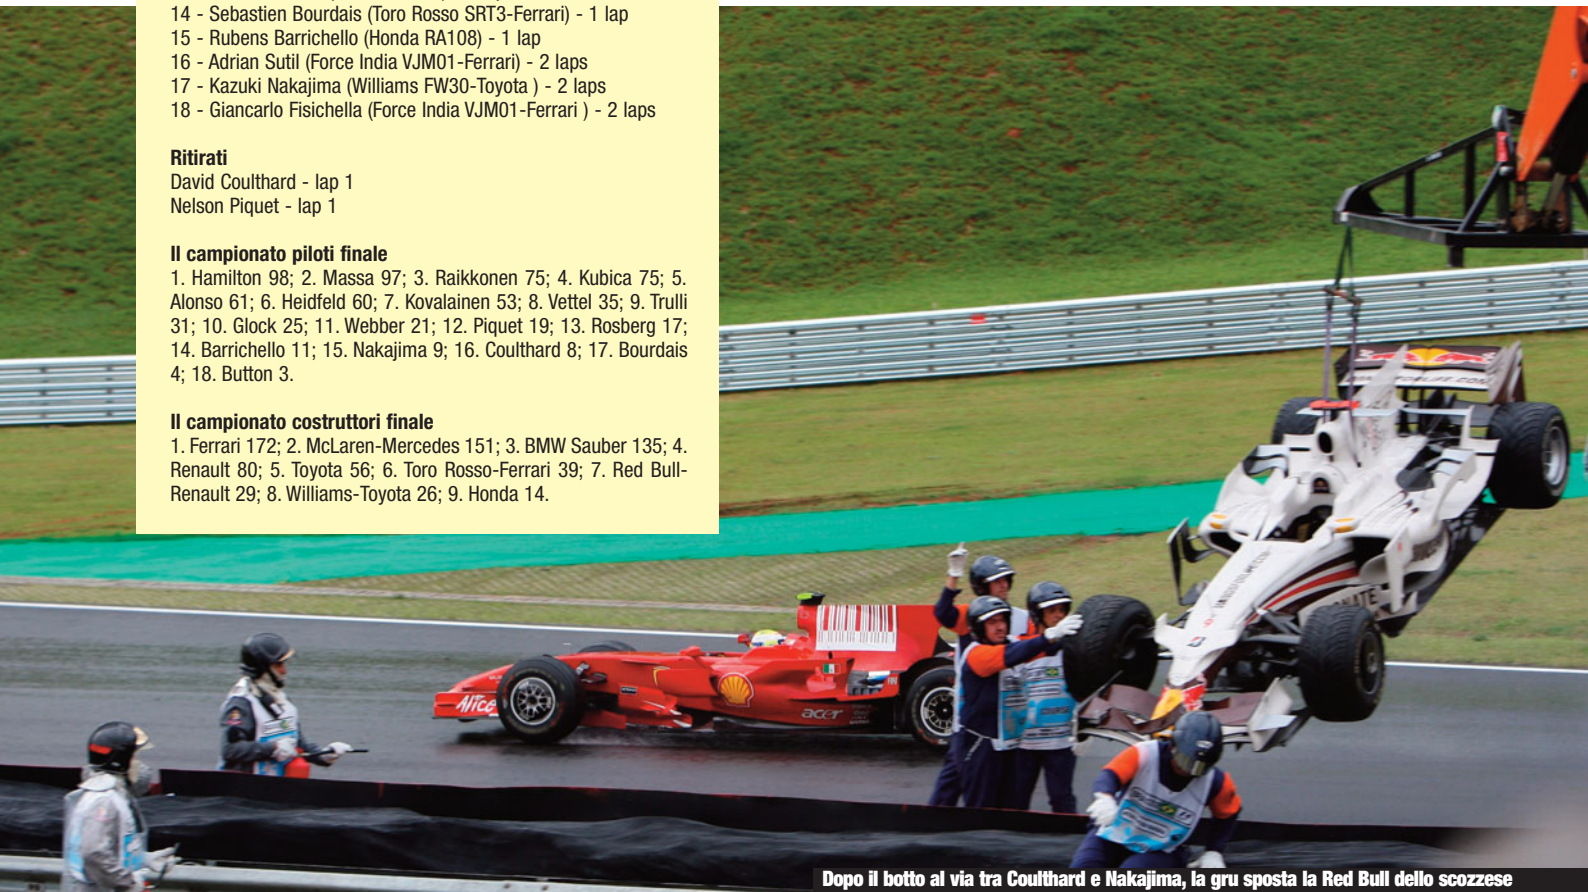 14 - Sebastien Bourdais (Toro Rosso SRT3-Ferrari) - 1 lap
15 - Rubens Barrichello (Honda RA108) - 1 lap
16 - Adrian Sutil (Force India VJM01-Ferrari) - 2 laps
17 - Kazuki Nakajima (Williams FW30-Toyota ) - 2 laps
18 - Giancarlo Fisichella (Force India VJM01-Ferrari ) - 2 laps
Ritirati
David Coulthard - lap 1
Nelson Piquet - lap 1
Il campionato piloti finale
1. Hamilton 98; 2. Massa 97; 3. Raikkonen 75; 4. Kubica 75; 5.
Alonso 61; 6. Heidfeld 60; 7. Kovalainen 53; 8. Vettel 35; 9. Trulli
31; 10. Glock 25; 11. Webber 21; 12. Piquet 19; 13. Rosberg 17;
14. Barrichello 11; 15. Nakajima 9; 16. Coulthard 8; 17. Bourdais
4; 18. Button 3.
Il campionato costruttori finale
1. Ferrari 172; 2. McLaren-Mercedes 151; 3. BMW Sauber 135; 4.
Renault 80; 5. Toyota 56; 6. Toro Rosso-Ferrari 39; 7. Red Bull-
Renault 29; 8. Williams-Toyota 26; 9. Honda 14.
Alice
acer
Dopo il botto al via tra Coulthard e Nakajima, la gru sposta la Red Bull dello scozzese